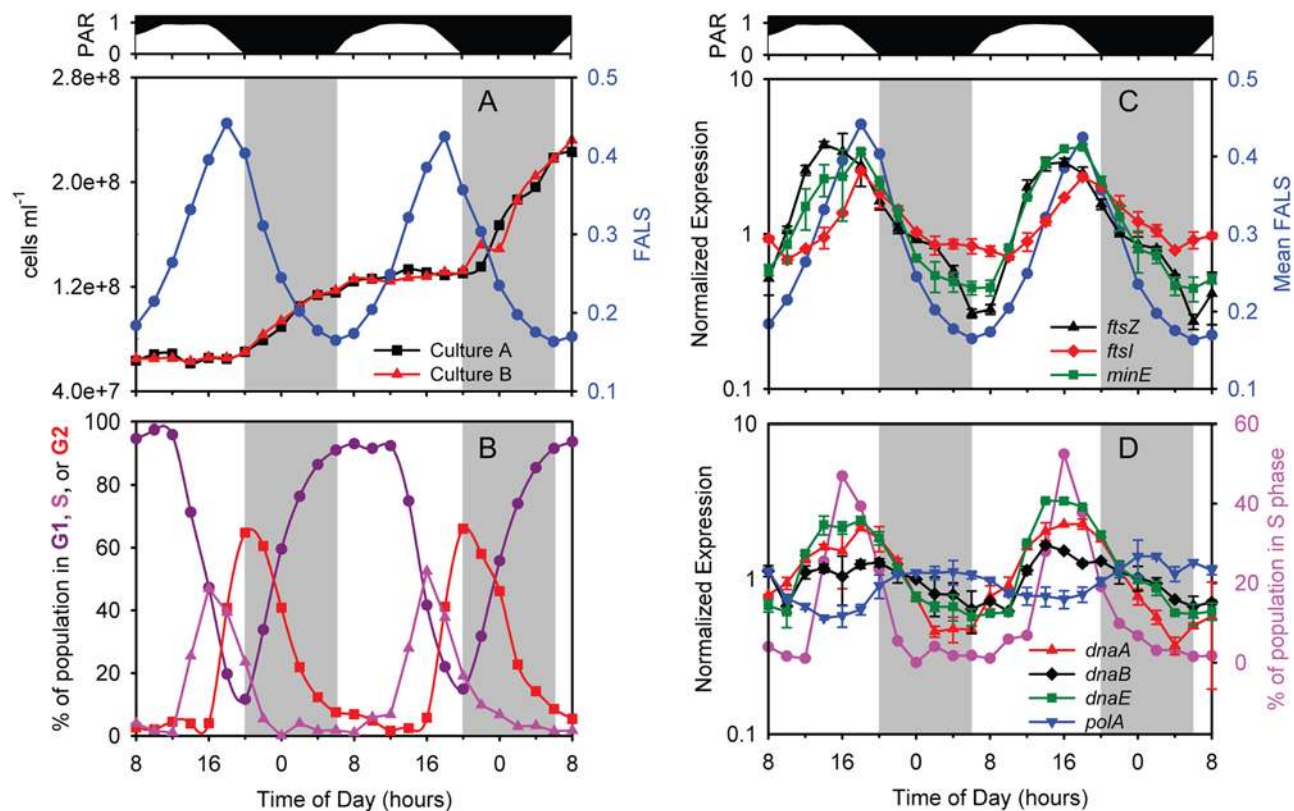 PAR
1
0
PAR
1
0
cells ml⁻¹
2.8e+8
2.0e+8
1.2e+8
4.0e+7
A
0.5
0.4
0.3
0.2
0.1
FALS
Culture A
Culture B
Normalized Expression
10
1
0.1
C
0.5
0.4
0.3
0.2
0.1
Mean FALS
ftsZ
ftsI
minE
% of population in G1, S, or G2
100
80
60
40
20
0
B
8 16 0 8 16 0 8
Time of Day (hours)
Normalized Expression
10
1
0.1
D
60
50
40
30
20
10
0
% of population in S phase
dnaA
dnaB
dnaE
polA
8 16 0 8 16 0 8
Time of Day (hours)